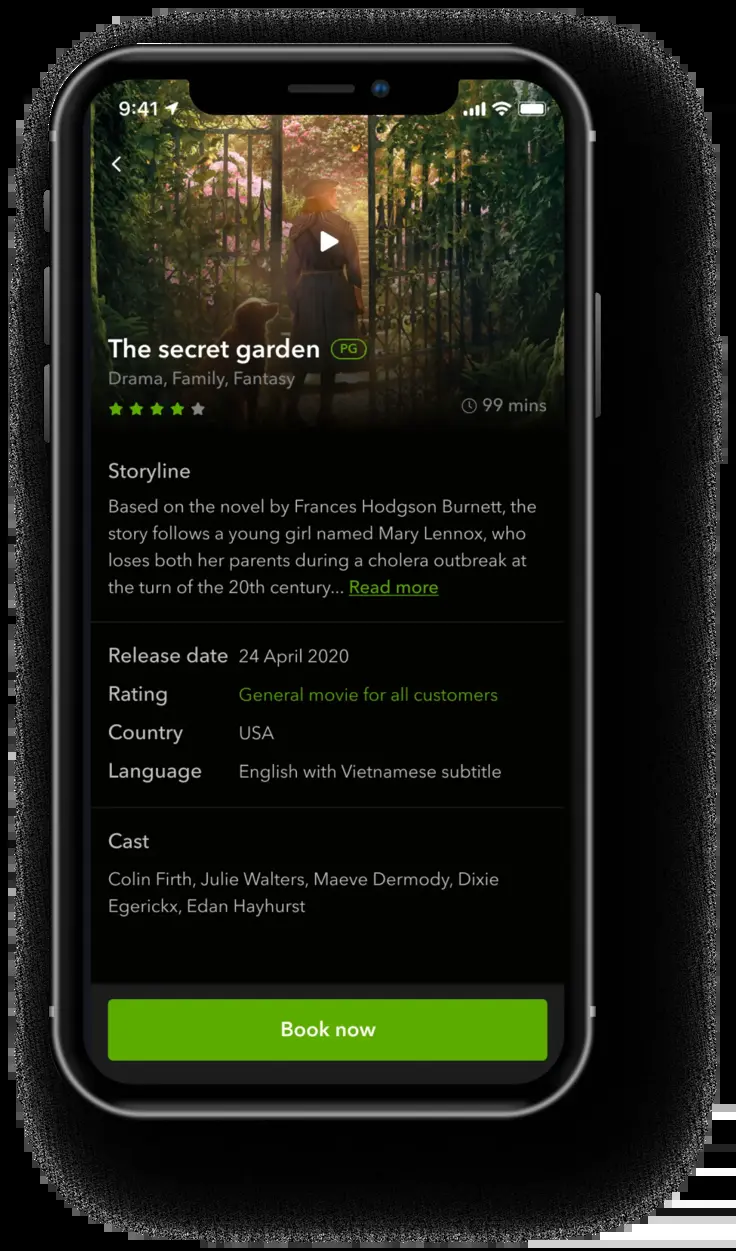 9:41
The secret garden PG
Drama, Family, Fantasy
99 mins
Storyline
Based on the novel by Frances Hodgson Burnett, the
story follows a young girl named Mary Lennox, who
loses both her parents during a cholera outbreak at
the turn of the 20th century... Read more
Release date 24 April 2020
Rating General movie for all customers
Country USA
Language English with Vietnamese subtitle
Cast
Colin Firth, Julie Walters, Maeve Dermody, Dixie
Egerickx, Edan Hayhurst
Book now